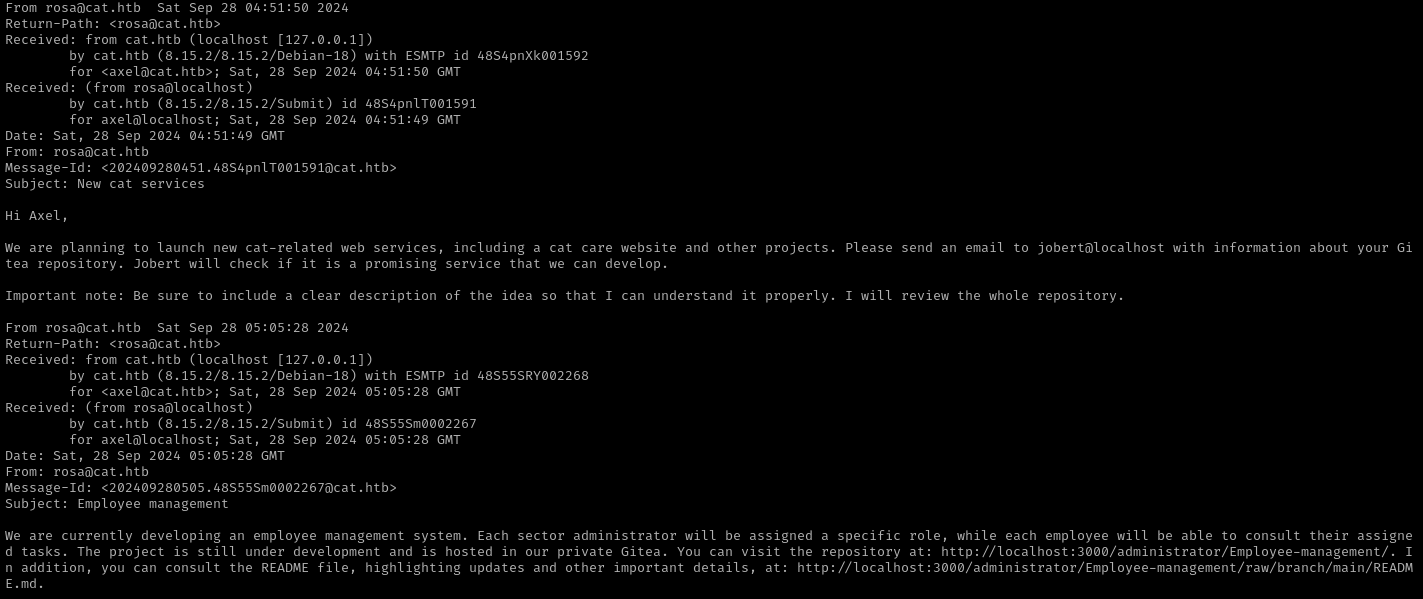 From rosa@cat.htb  Sat Sep 28 04:51:50 2024
Return-Path: <rosa@cat.htb>
Received: from cat.htb (localhost [127.0.0.1])
        by cat.htb (8.15.2/8.15.2/Debian-18) with ESMTP id 48S4pnXk001592
        for <axel@cat.htb>; Sat, 28 Sep 2024 04:51:50 GMT
Received: (from rosa@localhost)
        by cat.htb (8.15.2/8.15.2/Submit) id 48S4pnlT001591
        for axel@localhost; Sat, 28 Sep 2024 04:51:49 GMT
Date: Sat, 28 Sep 2024 04:51:49 GMT
From: rosa@cat.htb
Message-Id: <202409280451.48S4pnlT001591@cat.htb>
Subject: New cat services

Hi Axel,

We are planning to launch new cat-related web services, including a cat care website and other projects. Please send an email to jobert@localhost with information about your Gi
tea repository. Jobert will check if it is a promising service that we can develop.

Important note: Be sure to include a clear description of the idea so that I can understand it properly. I will review the whole repository.

From rosa@cat.htb  Sat Sep 28 05:05:28 2024
Return-Path: <rosa@cat.htb>
Received: from cat.htb (localhost [127.0.0.1])
        by cat.htb (8.15.2/8.15.2/Debian-18) with ESMTP id 48S55SRY002268
        for <axel@cat.htb>; Sat, 28 Sep 2024 05:05:28 GMT
Received: (from rosa@localhost)
        by cat.htb (8.15.2/8.15.2/Submit) id 48S55Sm0002267
        for axel@localhost; Sat, 28 Sep 2024 05:05:28 GMT
Date: Sat, 28 Sep 2024 05:05:28 GMT
From: rosa@cat.htb
Message-Id: <202409280505.48S55Sm0002267@cat.htb>
Subject: Employee management

We are currently developing an employee management system. Each sector administrator will be assigned a specific role, while each employee will be able to consult their assigne
d tasks. The project is still under development and is hosted in our private Gitea. You can visit the repository at: http://localhost:3000/administrator/Employee-management/. I
n addition, you can consult the README file, highlighting updates and other important details, at: http://localhost:3000/administrator/Employee-management/raw/branch/main/READM
E.md.